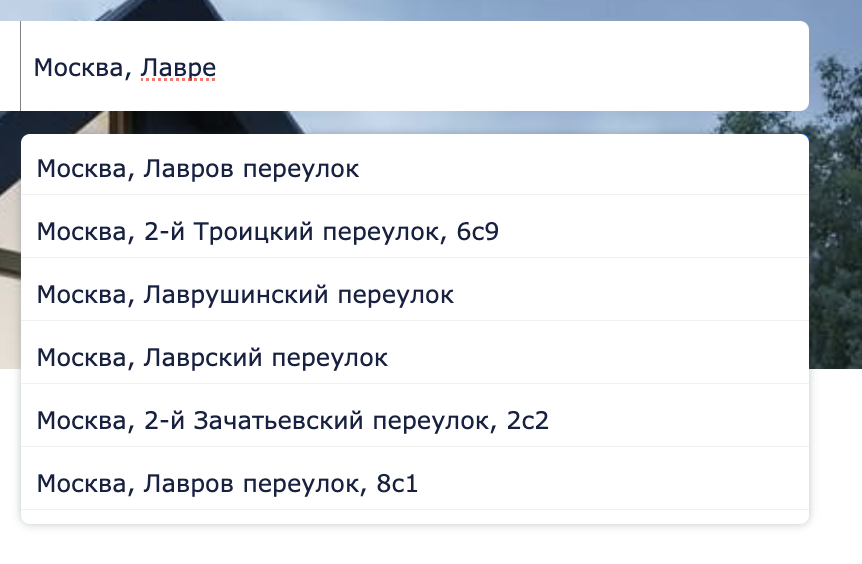 Москва, Лавре
Москва, Лавров переулок
Москва, 2-й Троицкий переулок, 6с9
Москва, Лаврушинский переулок
Москва, Лаврский переулок
Москва, 2-й Зачатьевский переулок, 2с2
Москва, Лавров переулок, 8с1